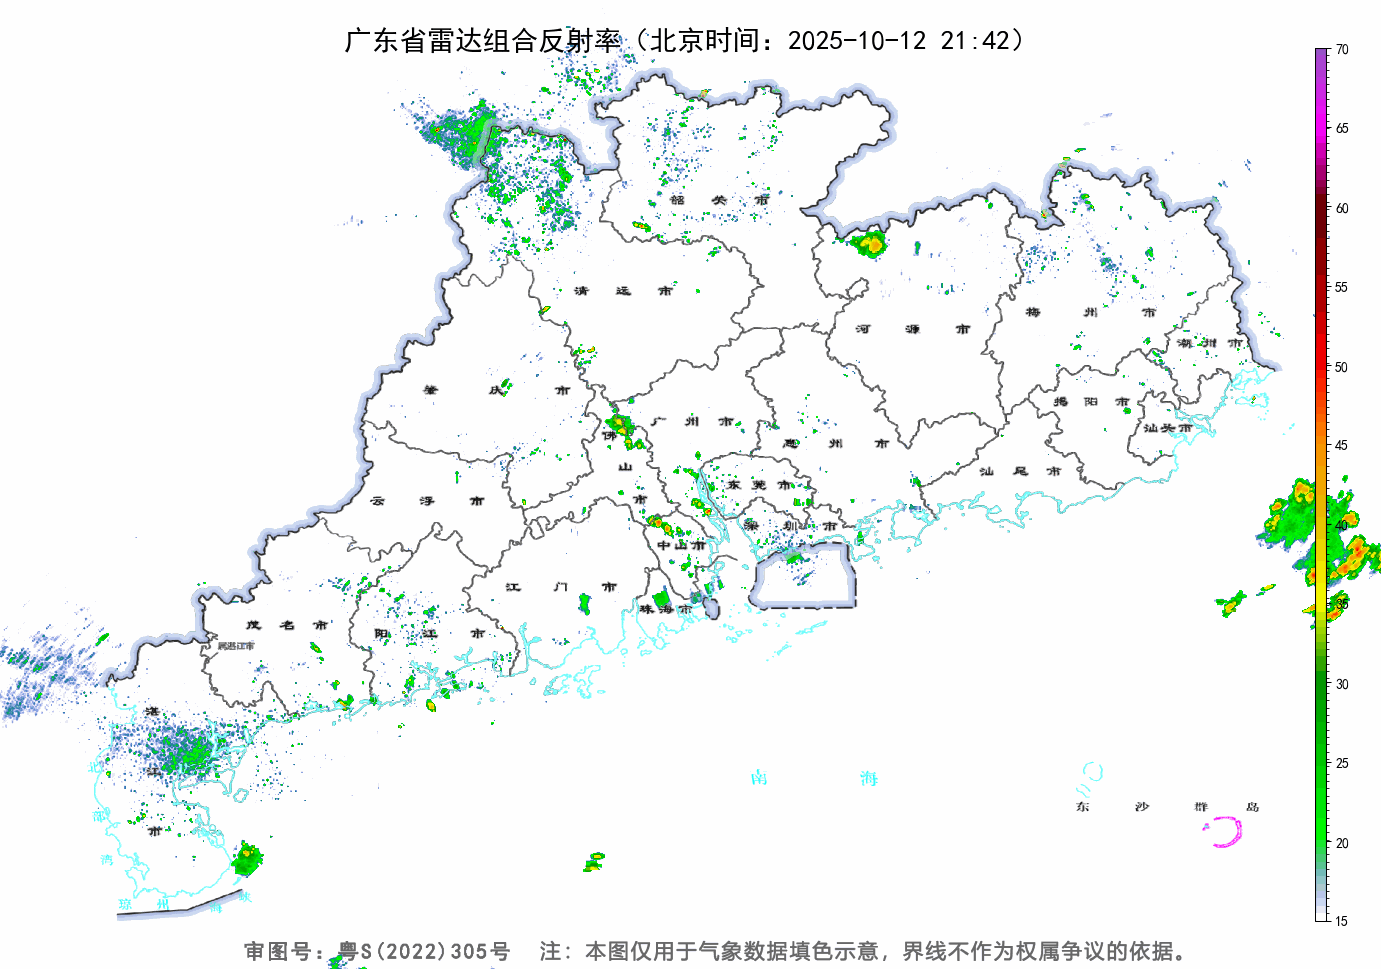 广东省雷达组合反射率（北京时间：2025-10-12 21:42）
70
65
60
55
50
45
40
35
30
25
20
15
韶关市
清远市
河源市
梅州市
潮州市
肇庆市
广州市
佛山市
惠州市
揭阳市
汕头市
汕尾市
东莞市
深圳市
云浮市
中山市
江门市
珠海市
茂名市
阳江市
属湛江市
湛江市
北部湾
琼州海峡
南海
东沙群岛
审图号：粤S(2022)305号 注：本图仅用于气象数据填色示意，界线不作为权属争议的依据。